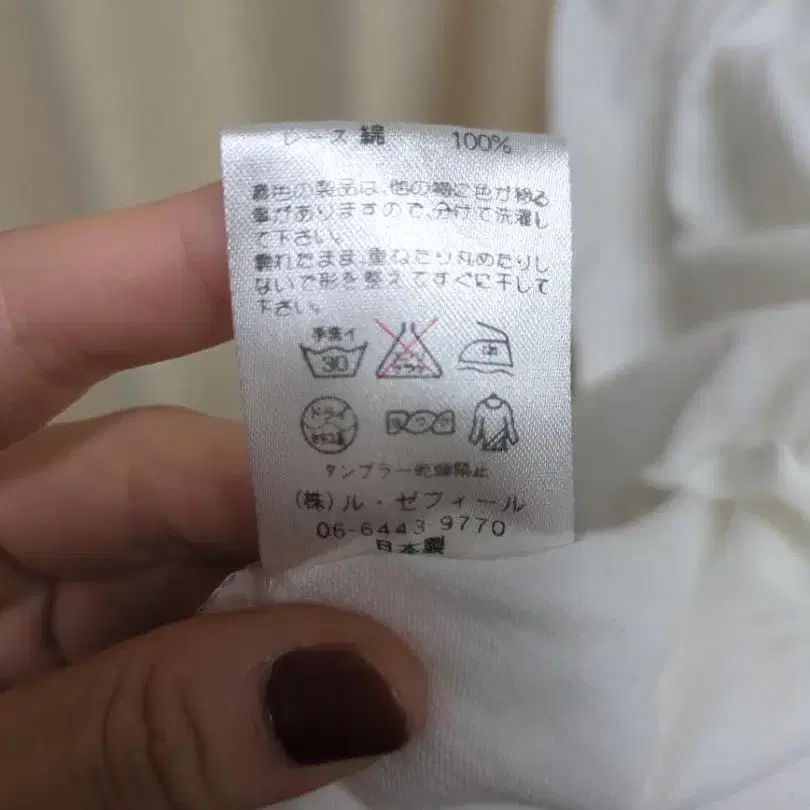 レース 綿 100%
濃色の製品は、他の物に色が移る
事がありますので、分けて洗濯し
て下さい。
濡れたまま、重ねたり丸めたりし
ないで形を整えてすぐに干して
下さい。
手洗イ
30
ドライ
タンブラー乾燥禁止
(株)ル・ゼフィール
06-6443-9770
日本製